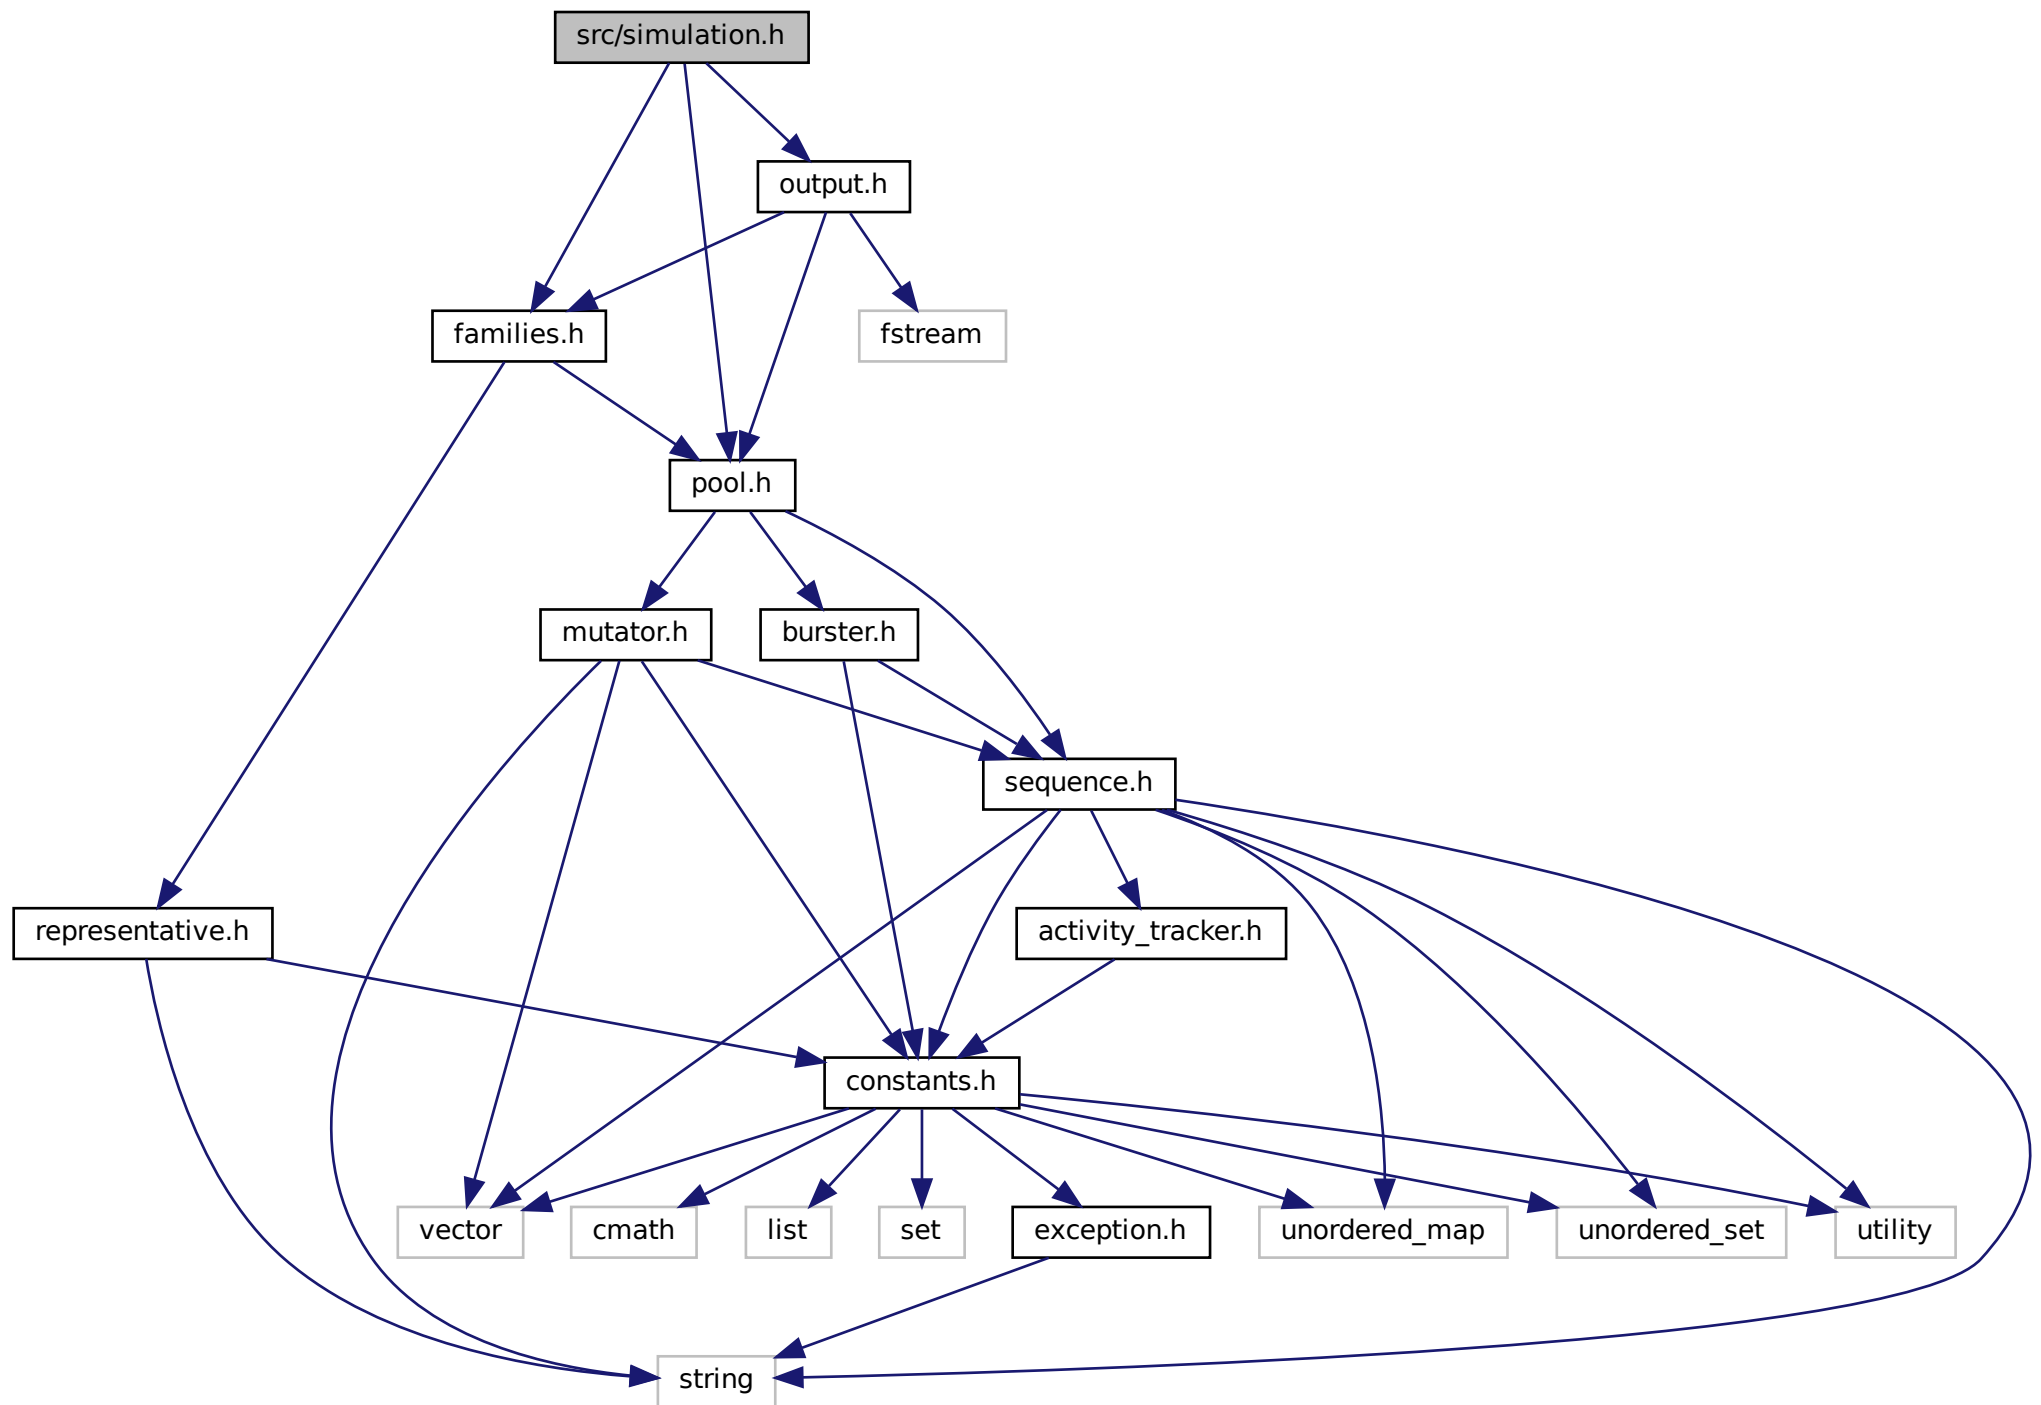 src/simulation.h
output.h
families.h
fstream
pool.h
mutator.h
burster.h
sequence.h
representative.h
activity_tracker.h
constants.h
vector
cmath
list
set
exception.h
unordered_map
unordered_set
utility
string